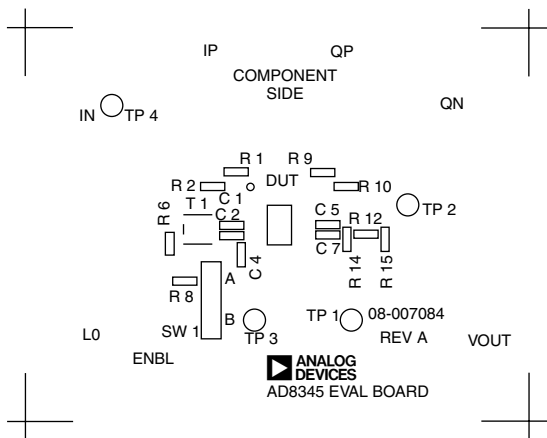 IP
QP
COMPONENT
SIDE
QN
IN
TP 4
R 1
R 9
R 2
DUT
R 10
C 1
T 1
R 6
C 2
C 5
TP 2
R 12
C 7
C 4
R 14
R 15
A
R 8
B
TP 1
08-007084
SW 1
TP 3
REV A
L0
VOUT
ENBL
ANALOG
DEVICES
AD8345 EVAL BOARD